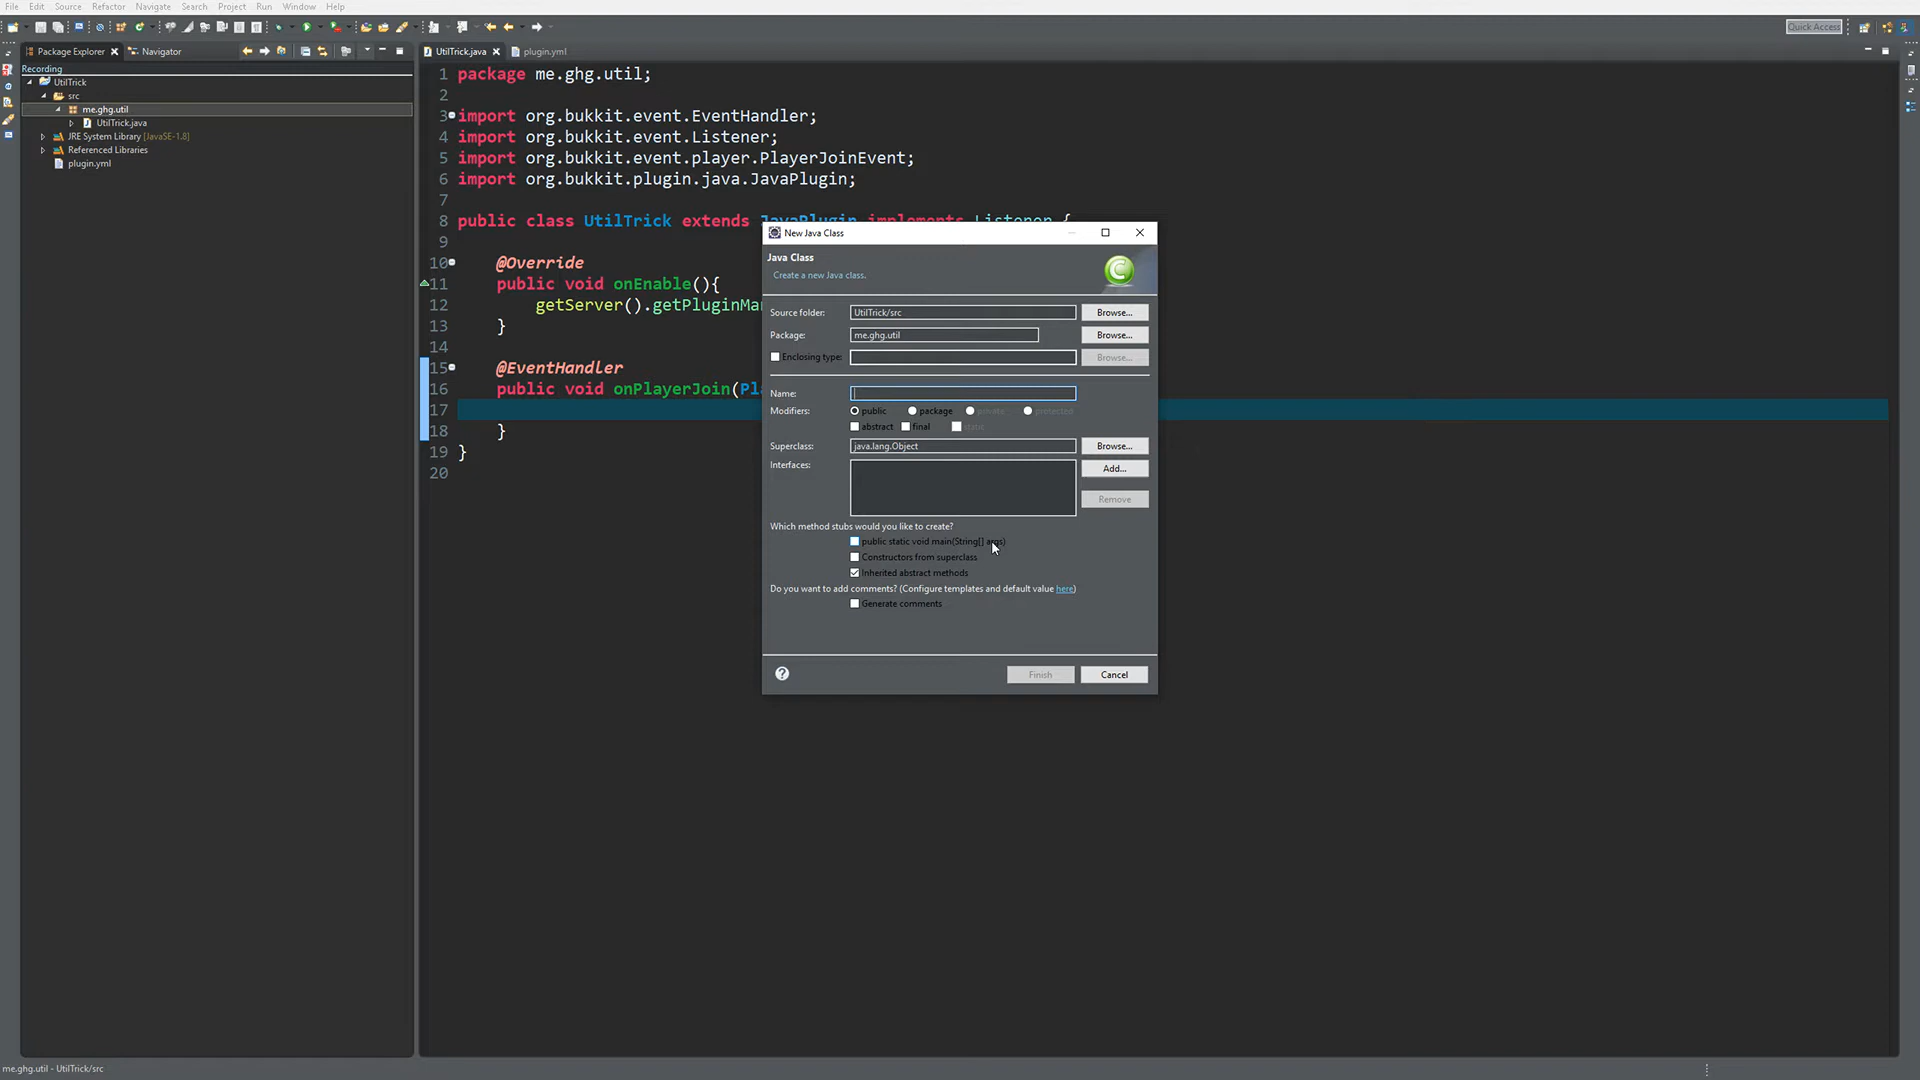 File Edit Source Refactor Navigate Search Project Run Window Help
Quick Access
Package Explorer Navigator
UtilTrick.java plugin.yml
Recording
UtilTrick
src
me.ghg.util
UtilTrick.java
JRE System Library [JavaSE-1.8]
Referenced Libraries
plugin.yml
1 package me.ghg.util;
2
3 import org.bukkit.event.EventHandler;
4 import org.bukkit.event.Listener;
5 import org.bukkit.event.player.PlayerJoinEvent;
6 import org.bukkit.plugin.java.JavaPlugin;
7
8 public class UtilTrick extends JavaPlugin implements Listener {
9
10 @Override
11 public void onEnable(){
12 getServer().getPluginMa
13 }
14
15 @EventHandler
16 public void onPlayerJoin(Pl
17
18 }
19 }
20
New Java Class
Java Class
Create a new Java class.
Source folder: UtilTrick/src Browse...
Package: me.ghg.util Browse...
Enclosing type: Browse...
Name:
Modifiers: public package private protected
abstract final static
Superclass: java.lang.Object Browse...
Interfaces: Add...
Remove
Which method stubs would you like to create?
public static void main(String[] args)
Constructors from superclass
Inherited abstract methods
Do you want to add comments? (Configure templates and default value here)
Generate comments
? Finish Cancel
me.ghg.util - UtilTrick/src